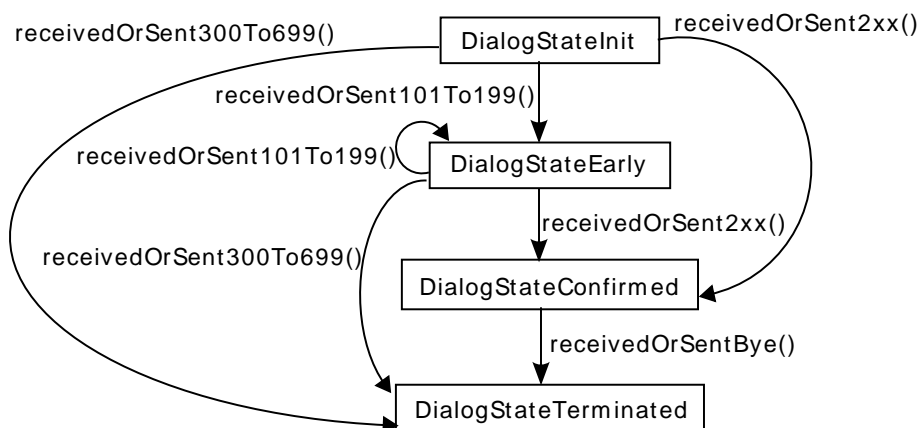 receivedOrSent300To699()
receivedOrSent2xx()
DialogStateInit
receivedOrSent101To199()
receivedOrSent101To199()
DialogStateEarly
receivedOrSent2xx()
receivedOrSent300To699()
DialogStateConfirmed
receivedOrSentBye()
DialogStateTerminated